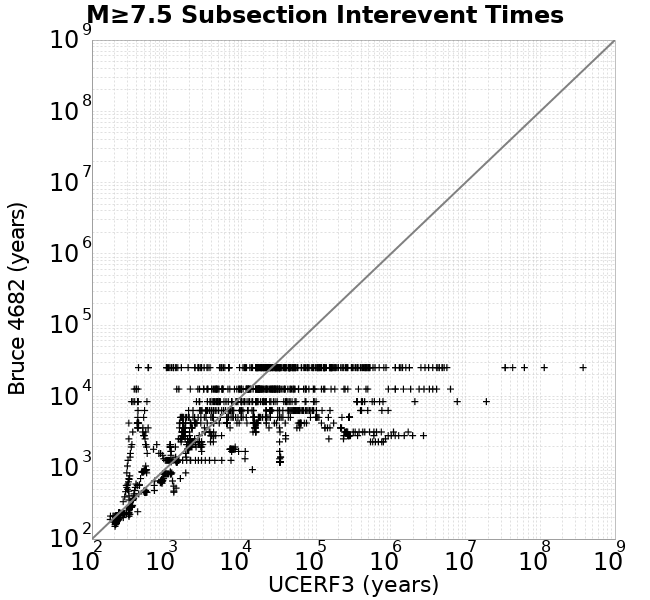 M≥7.5 Subsection Interevent Times
10^9
10^8
10^7
10^6
10^5
10^4
10^3
10^2
Bruce 4682 (years)
10^2 10^3 10^4 10^5 10^6 10^7 10^8 10^9
UCERF3 (years)